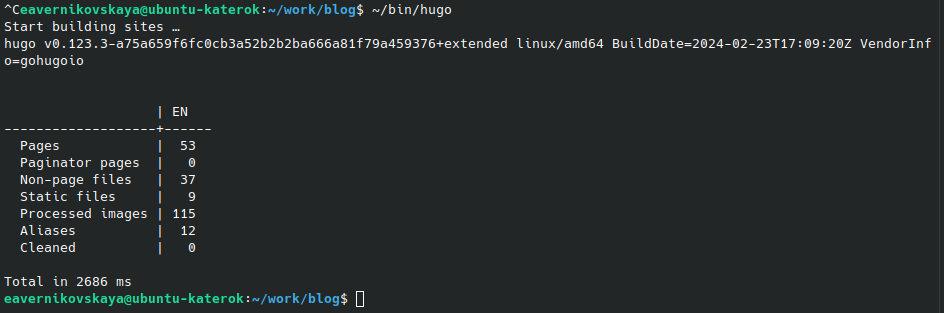 ^Ceavernikovskaya@ubuntu-katerok:~/work/blog$ ~/bin/hugo
Start building sites …
hugo v0.123.3-a75a659f6fc0cb3a52b2b2ba666a81f79a459376+extended linux/amd64 BuildDate=2024-02-23T17:09:20Z VendorInf
o=gohugoio

                   | EN
-------------------+------
  Pages            |  53
  Paginator pages  |   0
  Non-page files   |  37
  Static files     |   9
  Processed images | 115
  Aliases          |  12
  Cleaned          |   0

Total in 2686 ms
eavernikovskaya@ubuntu-katerok:~/work/blog$